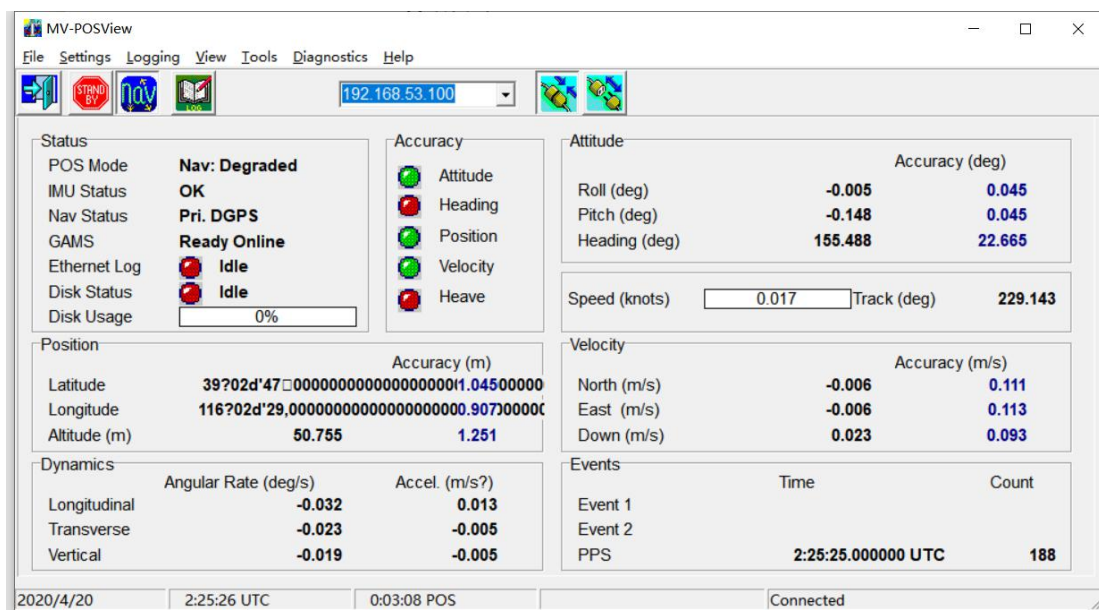 MV-POSView
File Settings Logging View Tools Diagnostics Help
STAND BY nav LOG 192.168.53.100
Status
POS Mode Nav: Degraded
IMU Status OK
Nav Status Pri. DGPS
GAMS Ready Online
Ethernet Log Idle
Disk Status Idle
Disk Usage 0%
Accuracy
Attitude
Heading
Position
Velocity
Heave
Attitude
Accuracy (deg)
Roll (deg) -0.005 0.045
Pitch (deg) -0.148 0.045
Heading (deg) 155.488 22.665
Speed (knots) 0.017 Track (deg) 229.143
Position
Accuracy (m)
Latitude 39?02d'47 1.045
Longitude 116?02d'29, 0.907
Altitude (m) 50.755 1.251
Velocity
Accuracy (m/s)
North (m/s) -0.006 0.111
East (m/s) -0.006 0.113
Down (m/s) 0.023 0.093
Dynamics
Angular Rate (deg/s) Accel. (m/s?)
Longitudinal -0.032 0.013
Transverse -0.023 -0.005
Vertical -0.019 -0.005
Events
Time Count
Event 1
Event 2
PPS 2:25:25.000000 UTC 188
2020/4/20 2:25:26 UTC 0:03:08 POS Connected